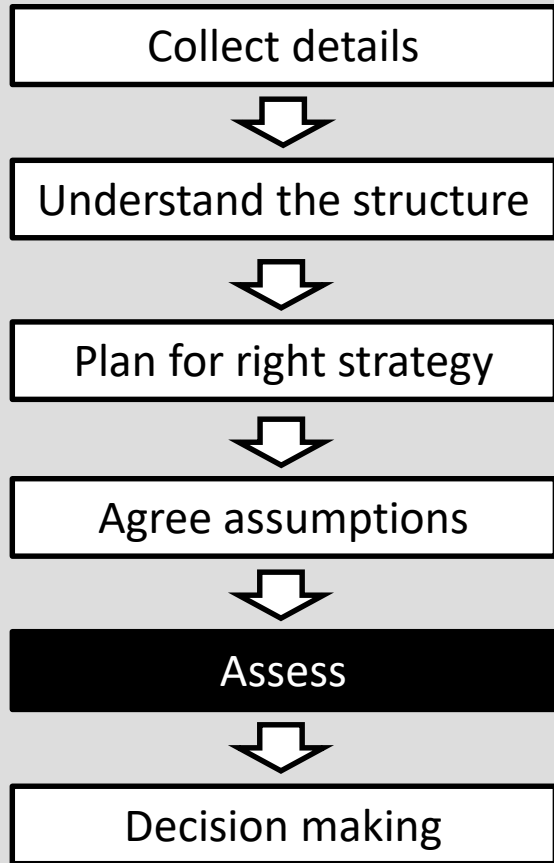 Collect details
Understand the structure
Plan for right strategy
Agree assumptions
Assess
Decision making